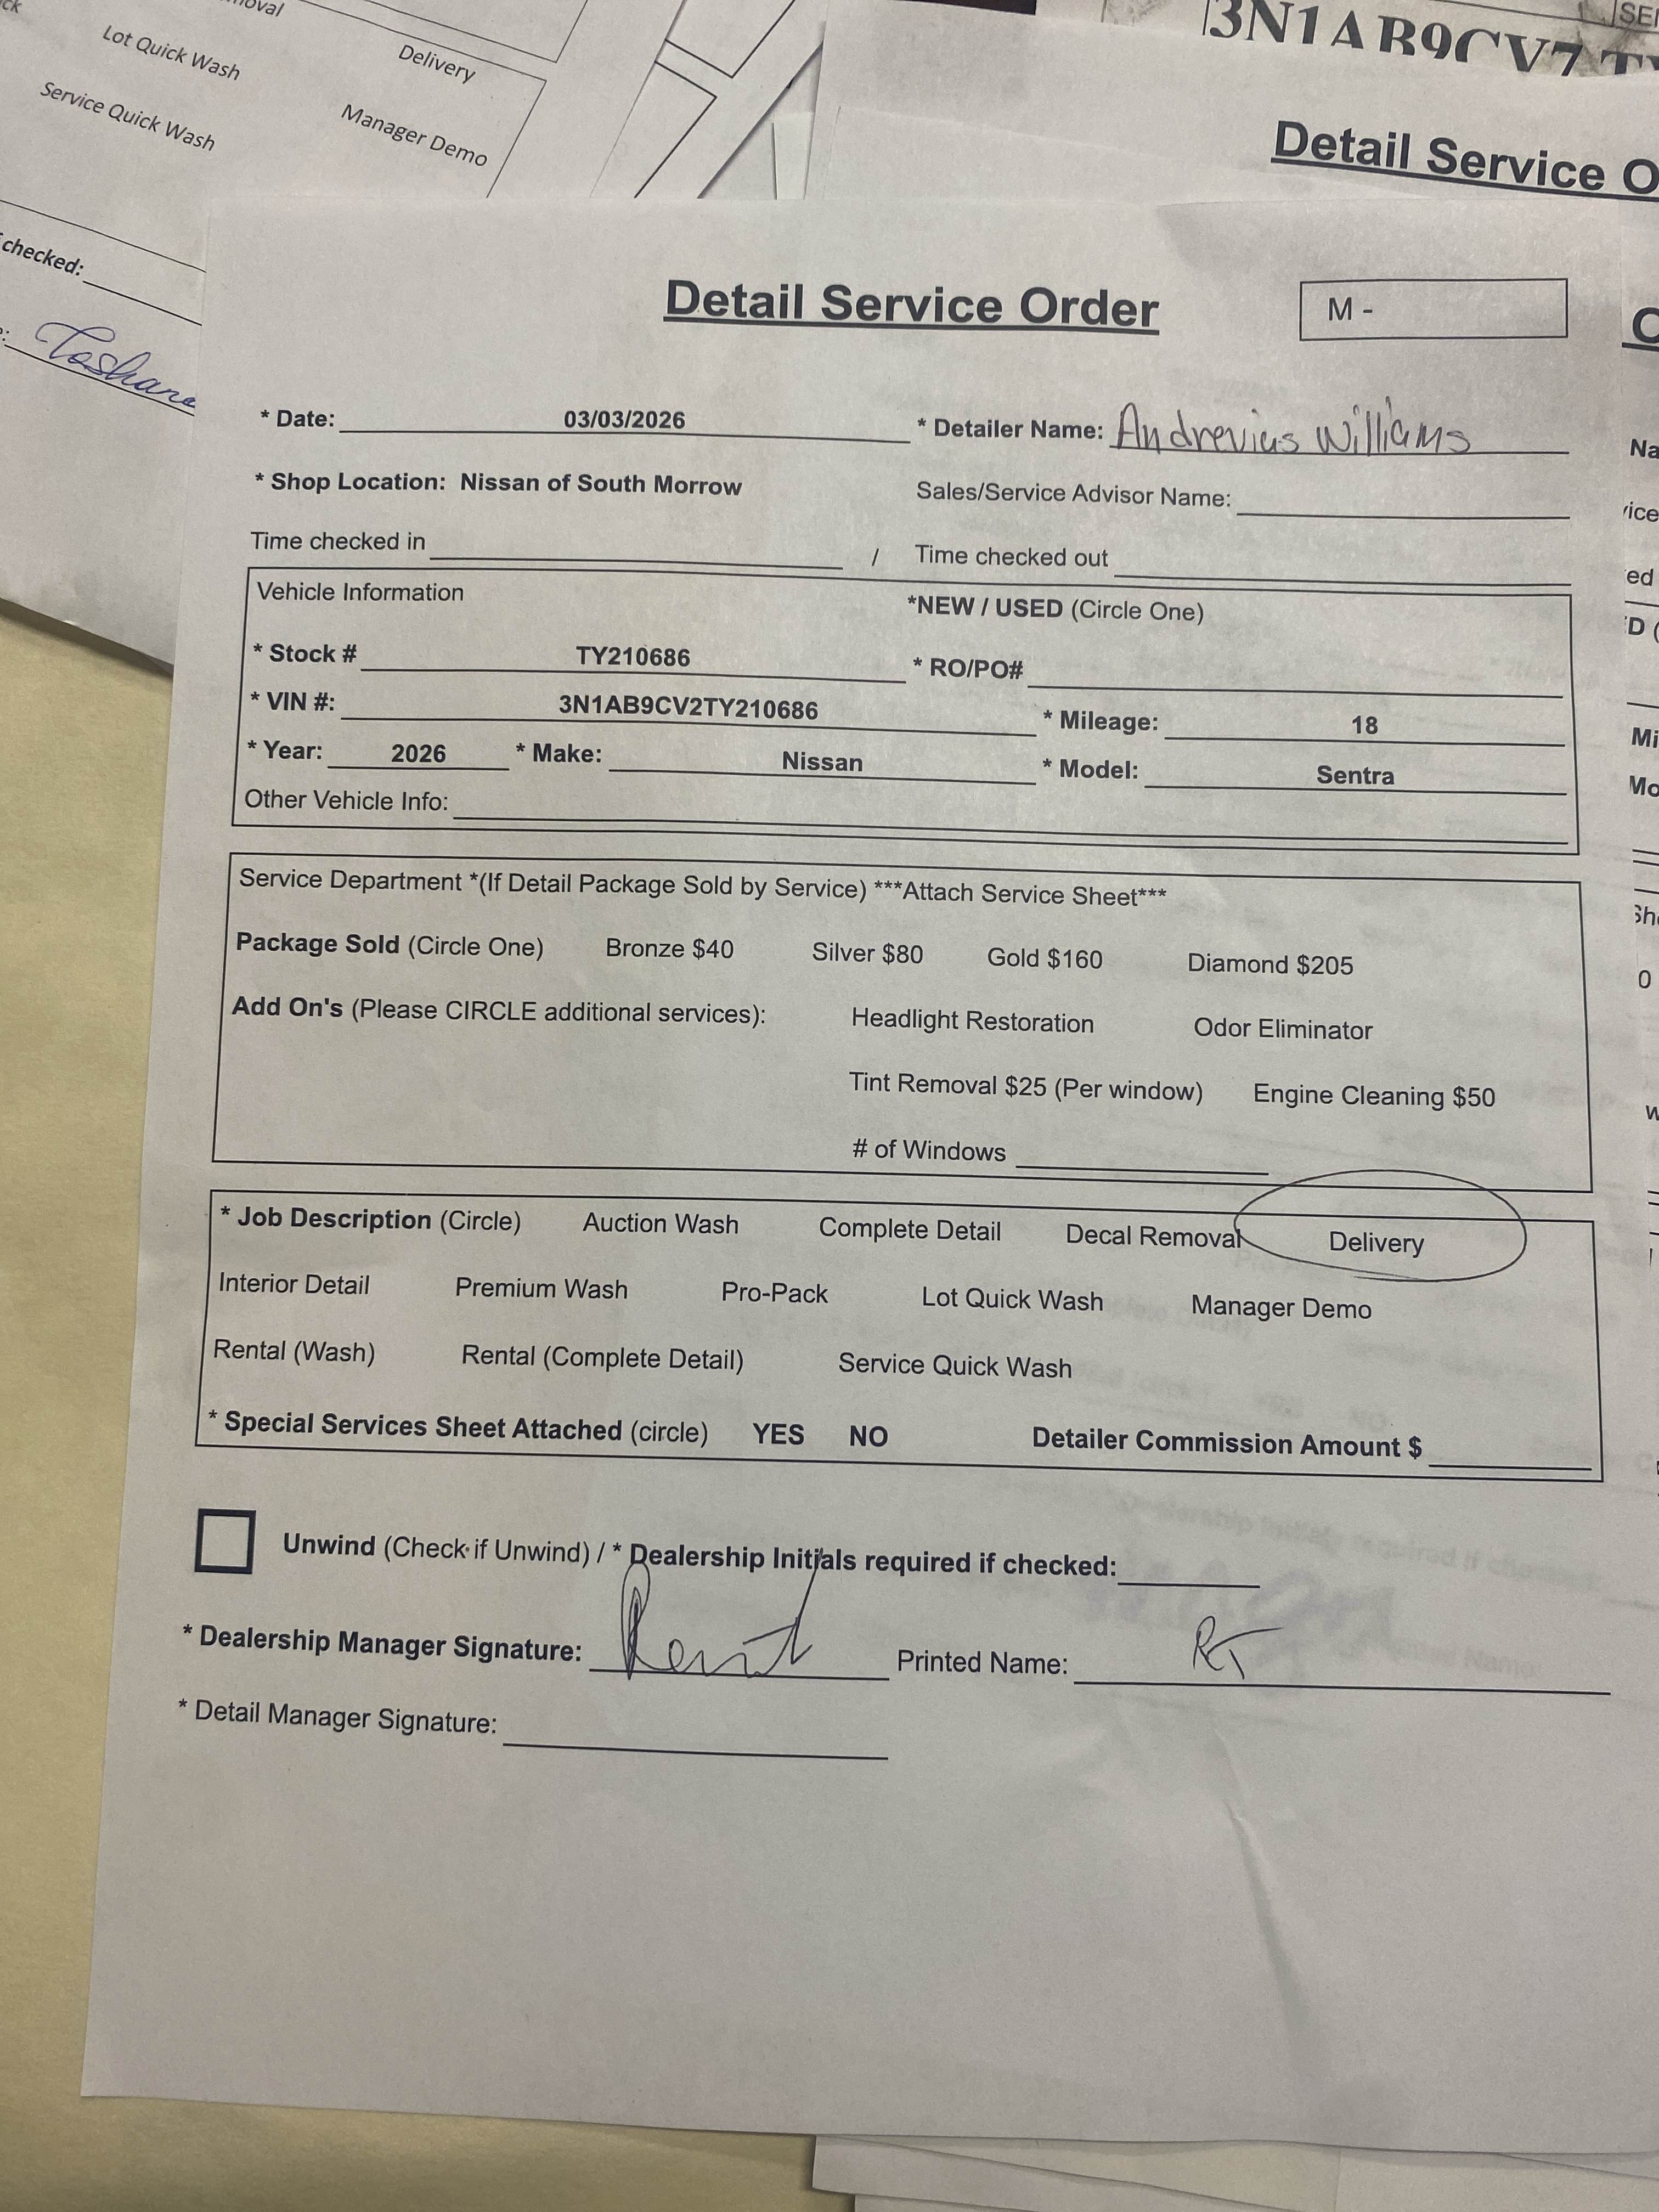 Lot Quick Wash Delivery
Service Quick Wash Manager Demo
checked:
Tashana
3N1AB9CV7
Detail Service O
Detail Service Order M -
* Date: 03/03/2026 * Detailer Name: Andrevius Williams
* Shop Location: Nissan of South Morrow Sales/Service Advisor Name:
Time checked in / Time checked out
Vehicle Information *NEW / USED (Circle One)
* Stock # TY210686 * RO/PO#
* VIN #: 3N1AB9CV2TY210686 * Mileage: 18
* Year: 2026 * Make: Nissan * Model: Sentra
Other Vehicle Info:
Service Department *(If Detail Package Sold by Service) ***Attach Service Sheet***
Package Sold (Circle One) Bronze $40 Silver $80 Gold $160 Diamond $205
Add On's (Please CIRCLE additional services): Headlight Restoration Odor Eliminator
Tint Removal $25 (Per window) Engine Cleaning $50
# of Windows
* Job Description (Circle) Auction Wash Complete Detail Decal Removal Delivery
Interior Detail Premium Wash Pro-Pack Lot Quick Wash Manager Demo
Rental (Wash) Rental (Complete Detail) Service Quick Wash
* Special Services Sheet Attached (circle) YES NO Detailer Commission Amount $
Unwind (Check if Unwind) / * Dealership Initials required if checked:
* Dealership Manager Signature: Printed Name: RT
* Detail Manager Signature: